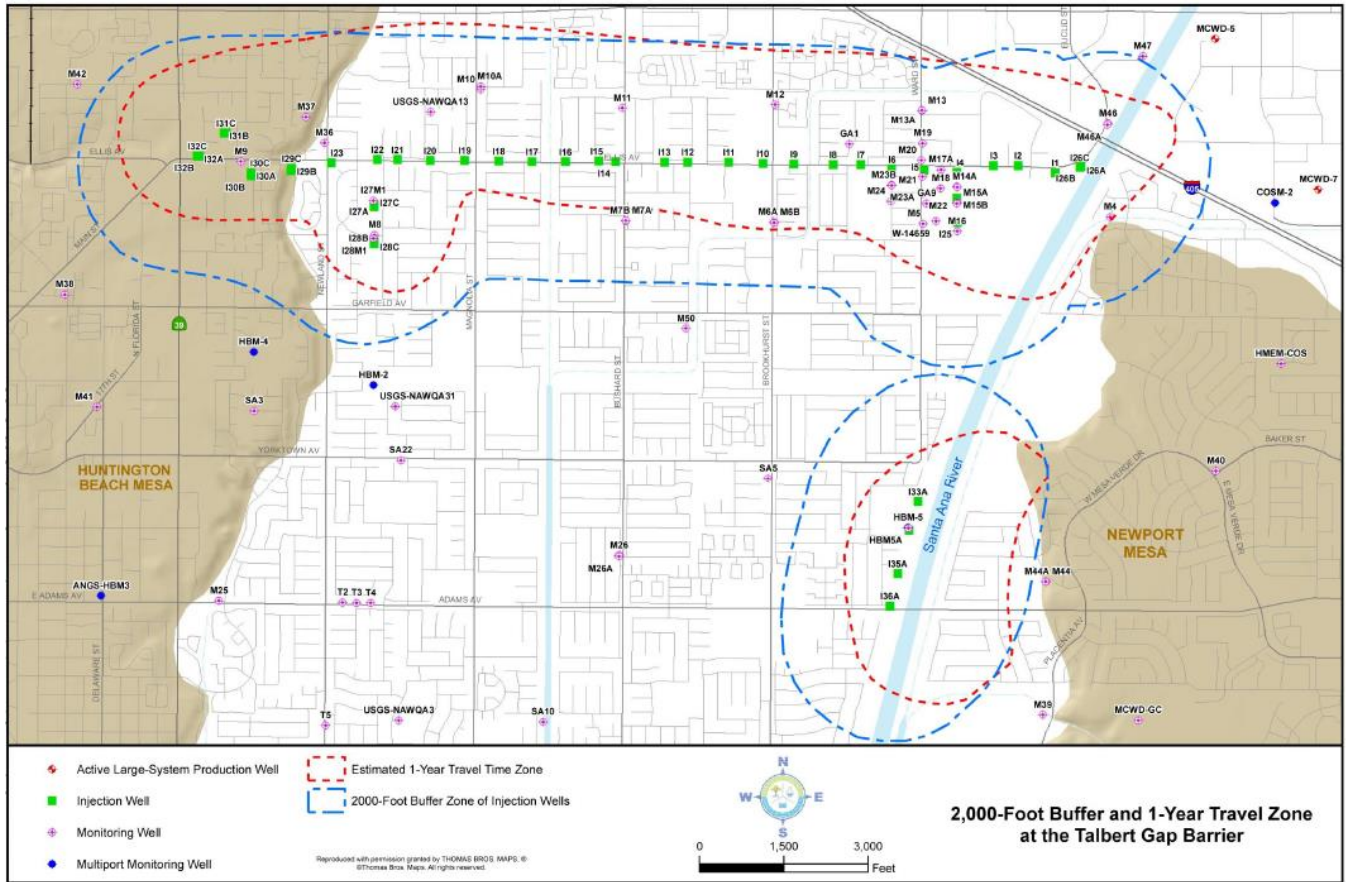 EUCLID ST
MCWD-5
M47
M42
M10
M10A
USGS-NAWQA13
M11
M12
WARD ST
M13
M13A
M46
M46A
M37
M36
I31C
I31B
I32C
I32A
I32B
M9
I30C
I30A
I30B
I29C
I29B
ELLIS AV
I23
I22
I21
I20
I19
I18
I17
I16
I15
ELLIS AV
I14
I13
I12
I11
I10
I9
I8
GA1
I7
I6
M19
M20
I5
M17A
I4
I3
I2
I1
I26C
I26A
I26B
M23B
M21
M18
M14A
M24
M23A
GA9
M22
M15A
M15B
M5
M16
W-14659
I25
405
MCWD-7
COSM-2
M4
I27M1
I27C
I27A
M8
I28B
I28C
I28M1
M7B M7A
M6A M6B
MAIN ST
NEWLAND ST
MAGNOLIA ST
GARFIELD AV
M38
39
N FLORIDA ST
M50
HBM-4
HBM-2
BROOKHURST ST
BUSHARD ST
HMEM-COS
17TH ST
M41
SA3
USGS-NAWQA31
YORKTOWN AV
SA22
SA5
BAKER ST
M40
W MESA VERDE DR
E MESA VERDE DR
HUNTINGTON
BEACH MESA
I33A
HBM-5
HBM5A
Santa Ana River
NEWPORT
MESA
M26
M26A
I35A
M44A M44
ANGS-HBM3
E ADAMS AV
M25
T2 T3 T4
ADAMS AV
I36A
PLACENTIA AV
DELAWARE ST
T5
USGS-NAWQA3
SA10
M39
MCWD-GC
Active Large-System Production Well
Injection Well
Monitoring Well
Multiport Monitoring Well
Estimated 1-Year Travel Time Zone
2000-Foot Buffer Zone of Injection Wells
Reproduced with permission granted by THOMAS BROS. MAPS. ®
©Thomas Bros. Maps. All rights reserved.
N
W E
S
0 1,500 3,000
Feet
2,000-Foot Buffer and 1-Year Travel Zone
at the Talbert Gap Barrier